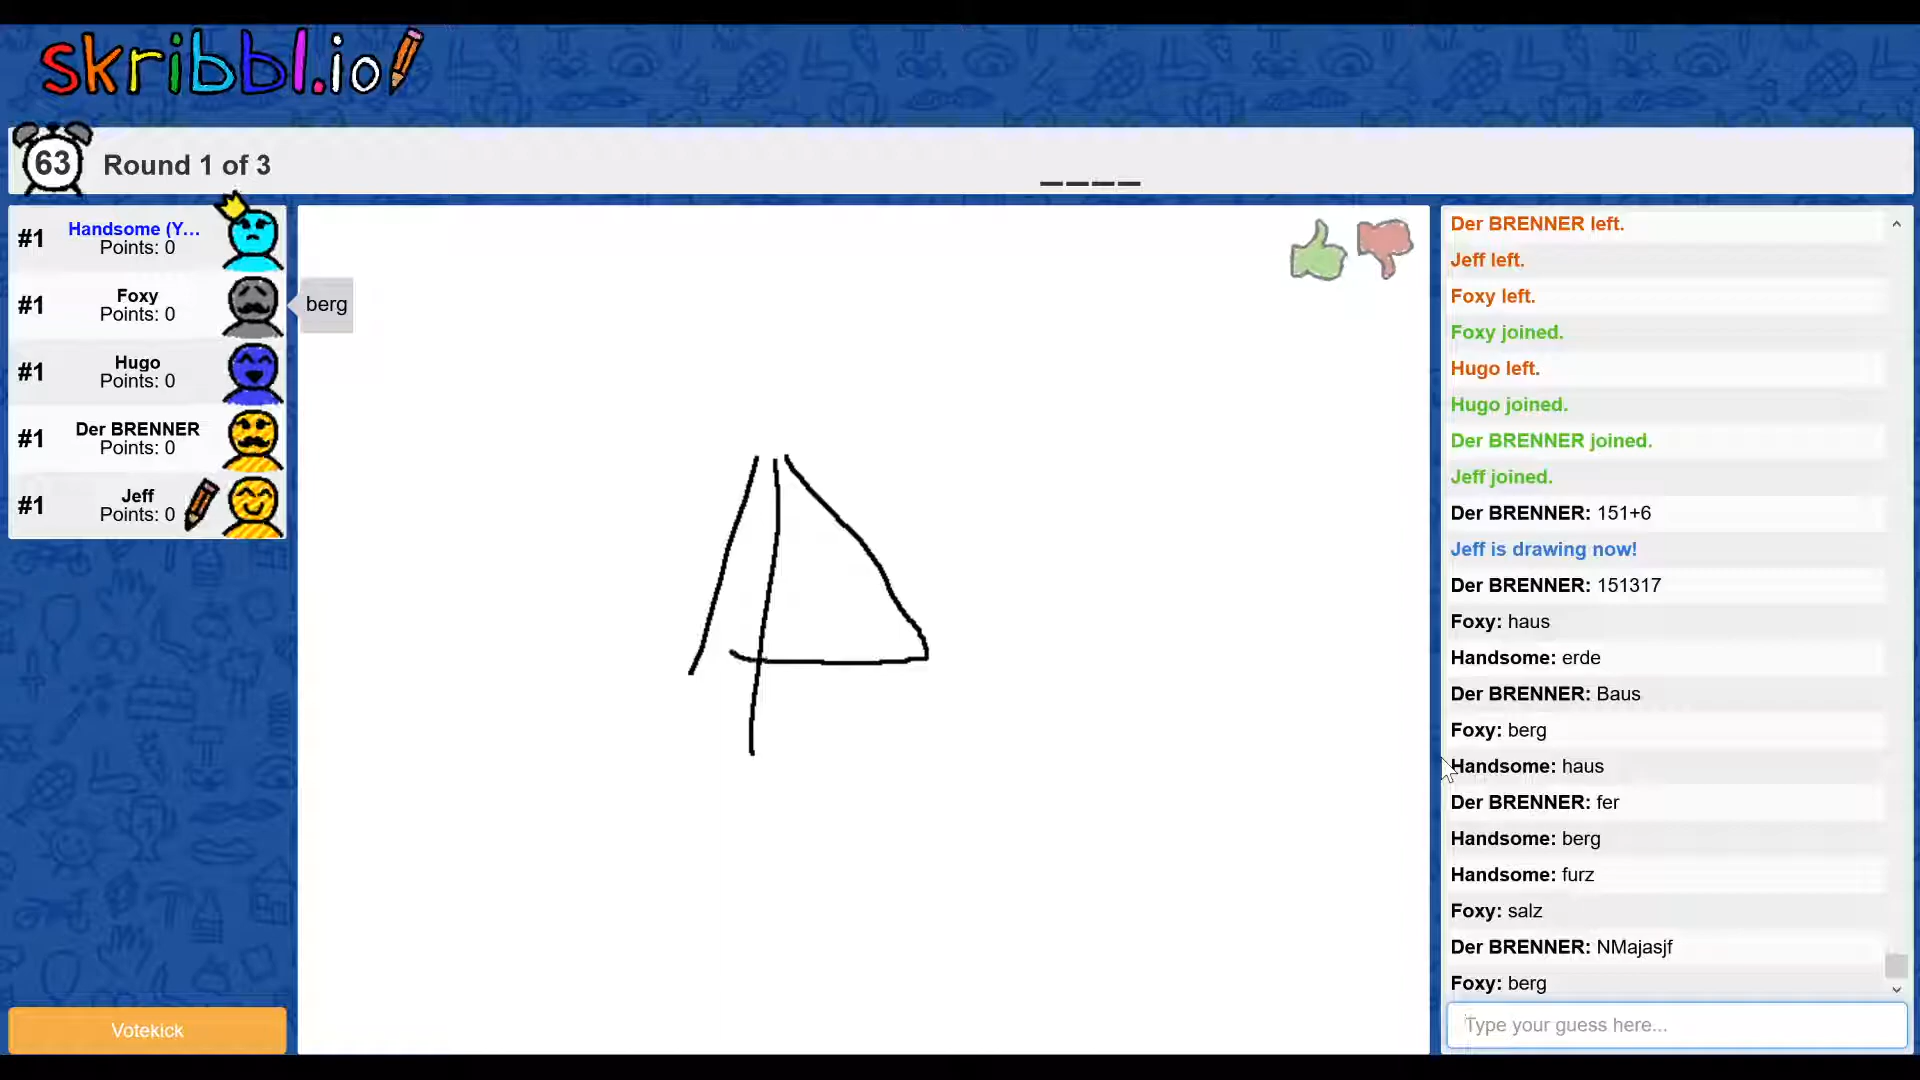 skribbl.io
63 Round 1 of 3
____
#1 Handsome (Y...
Points: 0
#1 Foxy
Points: 0
berg
#1 Hugo
Points: 0
#1 Der BRENNER
Points: 0
#1 Jeff
Points: 0
Votekick
Der BRENNER left.
Jeff left.
Foxy left.
Foxy joined.
Hugo left.
Hugo joined.
Der BRENNER joined.
Jeff joined.
Der BRENNER: 151+6
Jeff is drawing now!
Der BRENNER: 151317
Foxy: haus
Handsome: erde
Der BRENNER: Baus
Foxy: berg
Handsome: haus
Der BRENNER: fer
Handsome: berg
Handsome: furz
Foxy: salz
Der BRENNER: NMajasjf
Foxy: berg
Type your guess here...